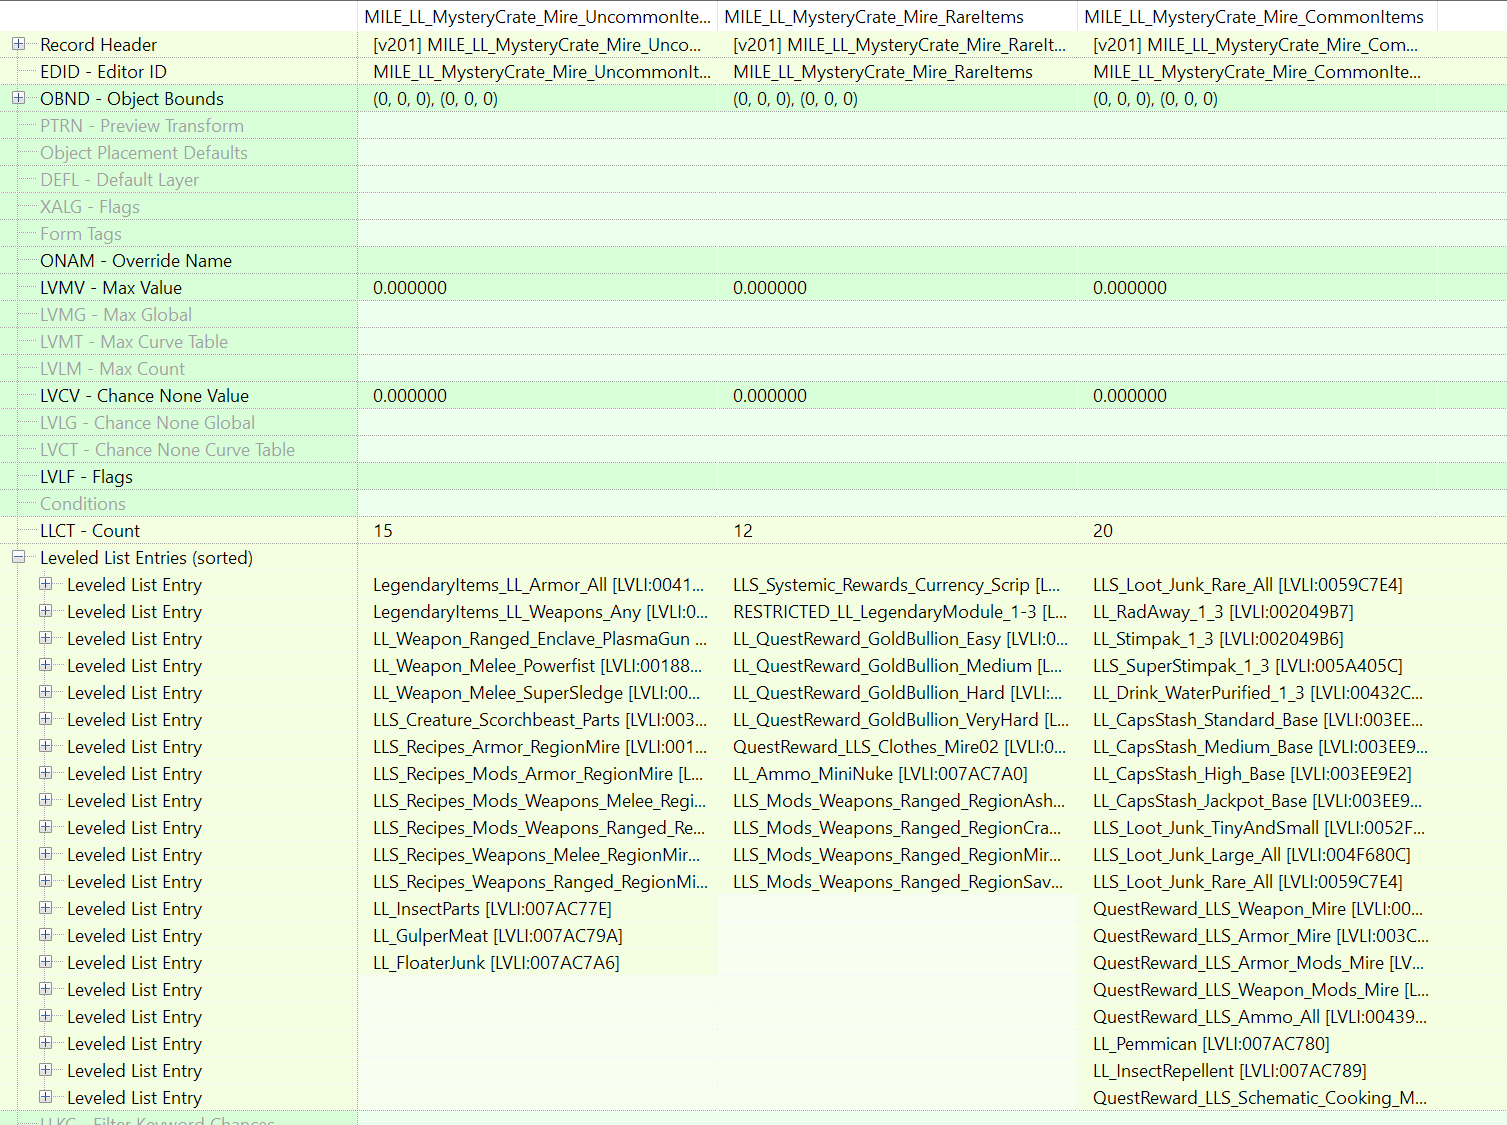 MILE_LL_MysteryCrate_Mire_UncommonIte... MILE_LL_MysteryCrate_Mire_RareItems MILE_LL_MysteryCrate_Mire_CommonItems
Record Header [v201] MILE_LL_MysteryCrate_Mire_Unco... [v201] MILE_LL_MysteryCrate_Mire_RareIt... [v201] MILE_LL_MysteryCrate_Mire_Com...
EDID - Editor ID MILE_LL_MysteryCrate_Mire_UncommonIt... MILE_LL_MysteryCrate_Mire_RareItems MILE_LL_MysteryCrate_Mire_CommonIte...
OBND - Object Bounds (0, 0, 0), (0, 0, 0) (0, 0, 0), (0, 0, 0) (0, 0, 0), (0, 0, 0)
PTRN - Preview Transform
Object Placement Defaults
DEFL - Default Layer
XALG - Flags
Form Tags
ONAM - Override Name
LVMV - Max Value 0.000000 0.000000 0.000000
LVMG - Max Global
LVMT - Max Curve Table
LVLM - Max Count
LVCV - Chance None Value 0.000000 0.000000 0.000000
LVLG - Chance None Global
LVCT - Chance None Curve Table
LVLF - Flags
Conditions
LLCT - Count 15 12 20
Leveled List Entries (sorted)
Leveled List Entry LegendaryItems_LL_Armor_All [LVLI:0041... LLS_Systemic_Rewards_Currency_Scrip [L... LLS_Loot_Junk_Rare_All [LVLI:0059C7E4]
Leveled List Entry LegendaryItems_LL_Weapons_Any [LVLI:0... RESTRICTED_LL_LegendaryModule_1-3 [L... LL_RadAway_1_3 [LVLI:002049B7]
Leveled List Entry LL_Weapon_Ranged_Enclave_PlasmaGun ... LL_QuestReward_GoldBullion_Easy [LVLI:0... LL_Stimpak_1_3 [LVLI:002049B6]
Leveled List Entry LL_Weapon_Melee_Powerfist [LVLI:00188... LL_QuestReward_GoldBullion_Medium [L... LLS_SuperStimpak_1_3 [LVLI:005A405C]
Leveled List Entry LL_Weapon_Melee_SuperSledge [LVLI:00... LL_QuestReward_GoldBullion_Hard [LVLI:... LL_Drink_WaterPurified_1_3 [LVLI:00432C...
Leveled List Entry LLS_Creature_Scorchbeast_Parts [LVLI:003... LL_QuestReward_GoldBullion_VeryHard [L... LL_CapsStash_Standard_Base [LVLI:003EE...
Leveled List Entry LLS_Recipes_Armor_RegionMire [LVLI:001... QuestReward_LLS_Clothes_Mire02 [LVLI:0... LL_CapsStash_Medium_Base [LVLI:003EE9...
Leveled List Entry LLS_Recipes_Mods_Armor_RegionMire [L... LL_Ammo_MiniNuke [LVLI:007AC7A0] LL_CapsStash_High_Base [LVLI:003EE9E2]
Leveled List Entry LLS_Recipes_Mods_Weapons_Melee_Regi... LLS_Mods_Weapons_Ranged_RegionAsh... LL_CapsStash_Jackpot_Base [LVLI:003EE9...
Leveled List Entry LLS_Recipes_Mods_Weapons_Ranged_Re... LLS_Mods_Weapons_Ranged_RegionCra... LLS_Loot_Junk_TinyAndSmall [LVLI:0052F...
Leveled List Entry LLS_Recipes_Weapons_Melee_RegionMir... LLS_Mods_Weapons_Ranged_RegionMir... LLS_Loot_Junk_Large_All [LVLI:004F680C]
Leveled List Entry LLS_Recipes_Weapons_Ranged_RegionMi... LLS_Mods_Weapons_Ranged_RegionSav... LLS_Loot_Junk_Rare_All [LVLI:0059C7E4]
Leveled List Entry LL_InsectParts [LVLI:007AC77E] QuestReward_LLS_Weapon_Mire [LVLI:00...
Leveled List Entry LL_GulperMeat [LVLI:007AC79A] QuestReward_LLS_Armor_Mire [LVLI:003C...
Leveled List Entry LL_FloaterJunk [LVLI:007AC7A6] QuestReward_LLS_Armor_Mods_Mire [LV...
Leveled List Entry QuestReward_LLS_Weapon_Mods_Mire [L...
Leveled List Entry QuestReward_LLS_Ammo_All [LVLI:00439...
Leveled List Entry LL_Pemmican [LVLI:007AC780]
Leveled List Entry LL_InsectRepellent [LVLI:007AC789]
Leveled List Entry QuestReward_LLS_Schematic_Cooking_M...
LLKC - Filter Keyword Chances